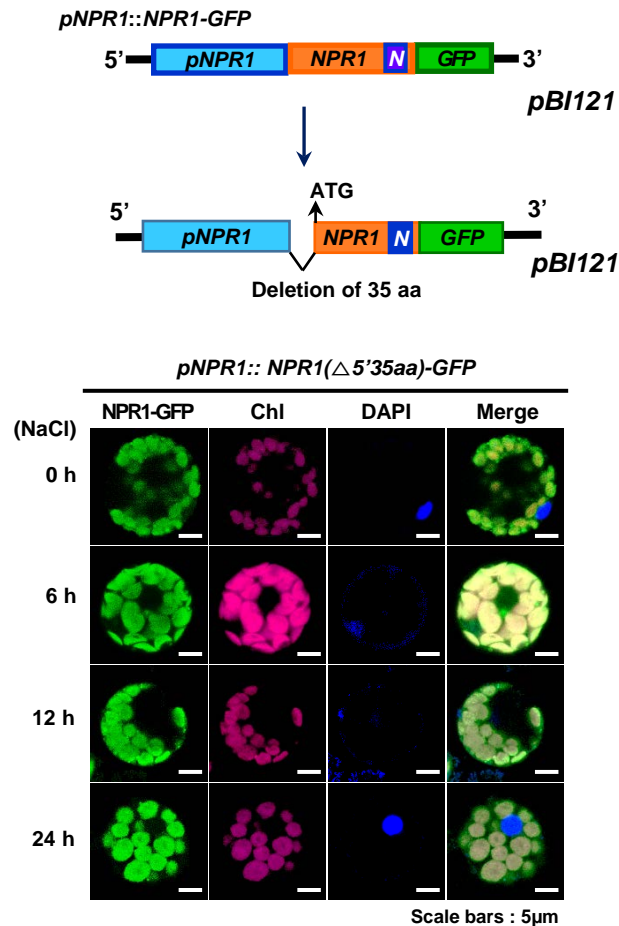 pNPR1::NPR1-GFP
5’ pNPR1 NPR1 N GFP 3’
pBI121
ATG
5’ pNPR1 NPR1 N GFP 3’
pBI121
Deletion of 35 aa
pNPR1:: NPR1(△5’35aa)-GFP
NPR1-GFP Chl DAPI Merge
(NaCl)
0 h
6 h
12 h
24 h
Scale bars : 5μm